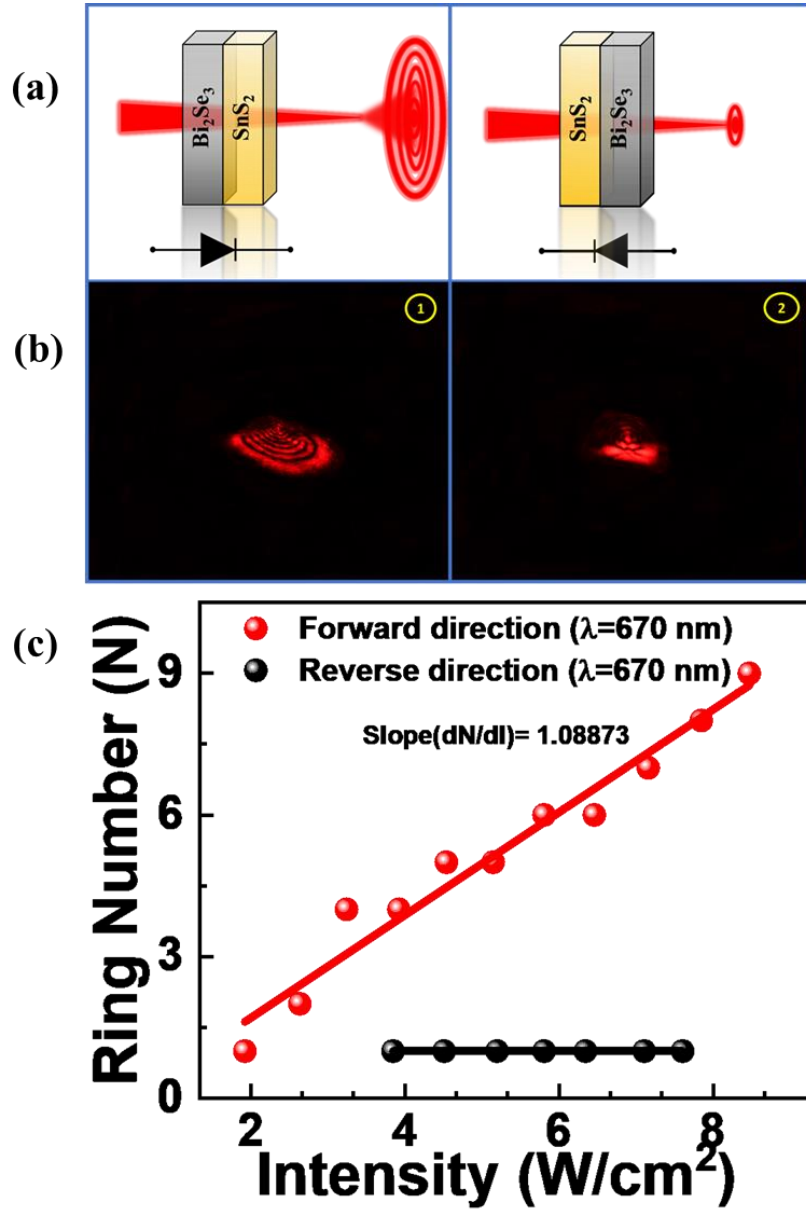 (a)
Bi₂Se₃
SnS₂
SnS₂
Bi₂Se₃
(b)
1
2
(c)
Forward direction (λ=670 nm)
Reverse direction (λ=670 nm)
Slope(dN/dI)= 1.08873
Ring Number (N)
9
6
3
0
2 4 6 8
Intensity (W/cm²)